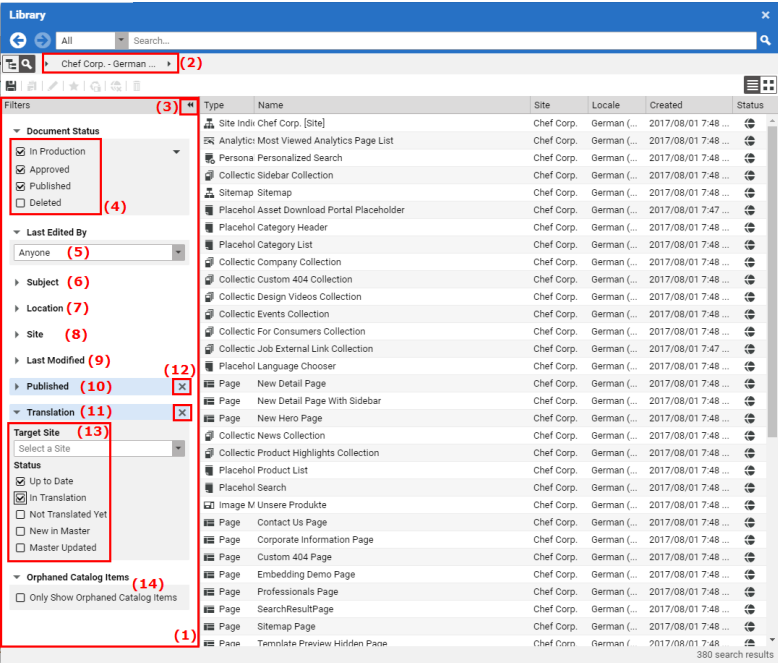 Library
All Search...
Chef Corp. - German ... (2)
Filters (3) Type Name Site Locale Created Status
Document Status
In Production
Approved
Published
Deleted
(4)
Last Edited By
Anyone (5)
Subject (6)
Location (7)
Site (8)
Last Modified (9)
(12)
Published (10)
Translation (11)
Target Site (13)
Select a Site
Status
Up to Date
In Translation
Not Translated Yet
New in Master
Master Updated
Orphaned Catalog Items
(14)
Only Show Orphaned Catalog Items
(1)
Site Indic Chef Corp. [Site] Chef Corp. German (... 2017/08/01 7:48 ...
Analytics Most Viewed Analytics Page List Chef Corp. German (... 2017/08/01 7:48 ...
Persona Personalized Search Chef Corp. German (... 2017/08/01 7:48 ...
Collectic Sidebar Collection Chef Corp. German (... 2017/08/01 7:48 ...
Sitemap Sitemap Chef Corp. German (... 2017/08/01 7:48 ...
Placehol Asset Download Portal Placeholder Chef Corp. German (... 2017/08/01 7:47 ...
Placehol Category Header Chef Corp. German (... 2017/08/01 7:48 ...
Placehol Category List Chef Corp. German (... 2017/08/01 7:48 ...
Collectic Company Collection Chef Corp. German (... 2017/08/01 7:48 ...
Collectic Custom 404 Collection Chef Corp. German (... 2017/08/01 7:48 ...
Collectic Design Videos Collection Chef Corp. German (... 2017/08/01 7:48 ...
Collectic Events Collection Chef Corp. German (... 2017/08/01 7:48 ...
Collectic For Consumers Collection Chef Corp. German (... 2017/08/01 7:48 ...
Collectic Job External Link Collection Chef Corp. German (... 2017/08/01 7:47 ...
Placehol Language Chooser Chef Corp. German (... 2017/08/01 7:48 ...
Page New Detail Page Chef Corp. German (... 2017/08/01 7:48 ...
Page New Detail Page With Sidebar Chef Corp. German (... 2017/08/01 7:48 ...
Page New Hero Page Chef Corp. German (... 2017/08/01 7:48 ...
Collectic News Collection Chef Corp. German (... 2017/08/01 7:48 ...
Collectic Product Highlights Collection Chef Corp. German (... 2017/08/01 7:48 ...
Placehol Product List Chef Corp. German (... 2017/08/01 7:48 ...
Placehol Search Chef Corp. German (... 2017/08/01 7:48 ...
Image M Unsere Produkte Chef Corp. German (... 2017/08/01 7:48 ...
Page Contact Us Page Chef Corp. German (... 2017/08/01 7:48 ...
Page Corporate Information Page Chef Corp. German (... 2017/08/01 7:48 ...
Page Custom 404 Page Chef Corp. German (... 2017/08/01 7:48 ...
Page Embedding Demo Page Chef Corp. German (... 2017/08/01 7:48 ...
Page Professionals Page Chef Corp. German (... 2017/08/01 7:48 ...
Page SearchResultPage Chef Corp. German (... 2017/08/01 7:48 ...
Page Sitemap Page Chef Corp. German (... 2017/08/01 7:48 ...
Page Template Preview Hidden Page Chef Corp. German (... 2017/08/01 7:48
380 search results